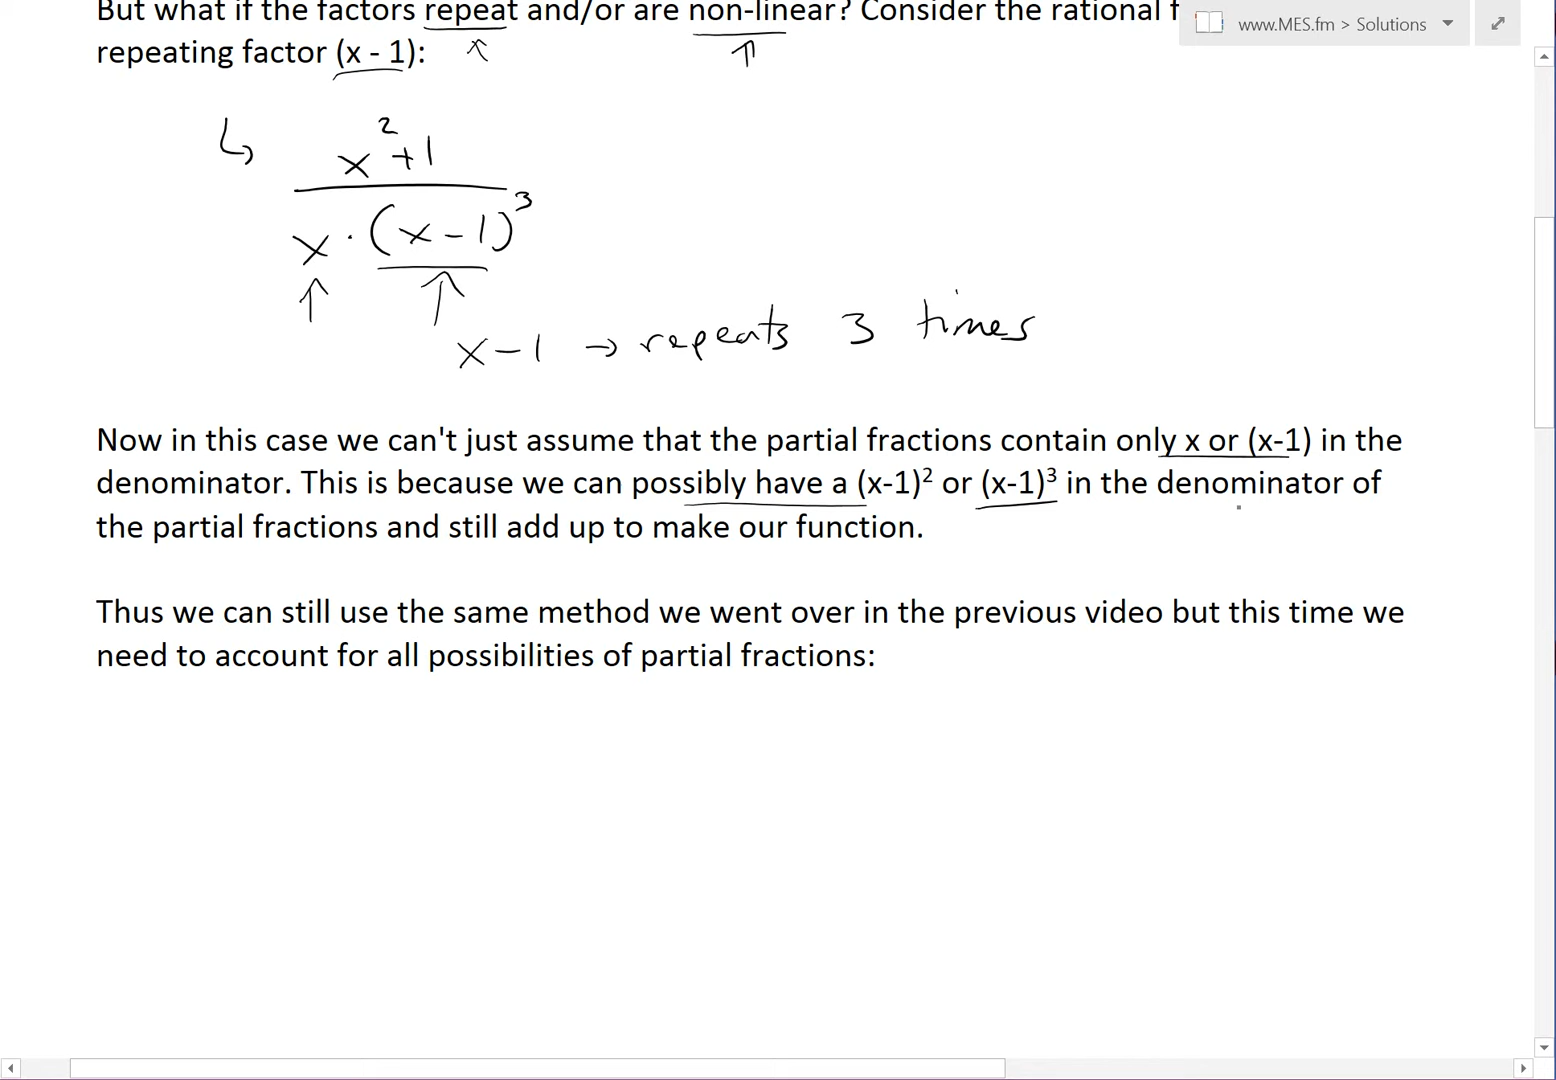 But what if the factors repeat and/or are non-linear? Consider the rational f
www.MES.fm > Solutions
repeating factor (x - 1):
x² + 1
x · (x - 1)³
x - 1 → repeats 3 times
Now in this case we can't just assume that the partial fractions contain only x or (x-1) in the
denominator. This is because we can possibly have a (x-1)² or (x-1)³ in the denominator of
the partial fractions and still add up to make our function.
Thus we can still use the same method we went over in the previous video but this time we
need to account for all possibilities of partial fractions: